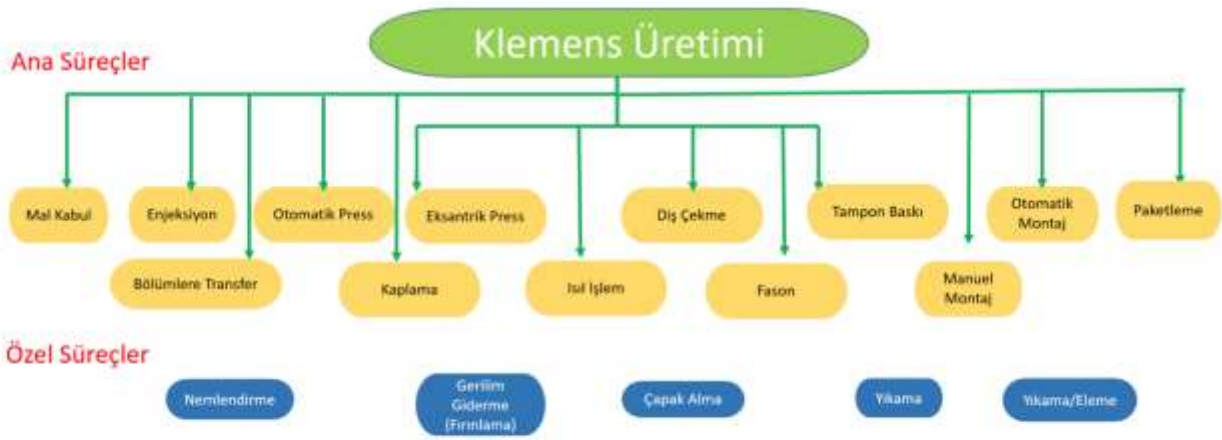 Klemens Üretimi
Ana Süreçler
Mal Kabul
Enjeksiyon
Otomatik Press
Eksantrik Press
Diş Çekme
Tampon Baskı
Otomatik
Montaj
Paketleme
Bölümlere Transfer
Kaplama
Isıl İşlem
Fason
Manuel
Montaj
Özel Süreçler
Nemlendirme
Gerilim
Giderme
(Fırınlama)
Çapak Alma
Yıkama
Yıkama/Eleme